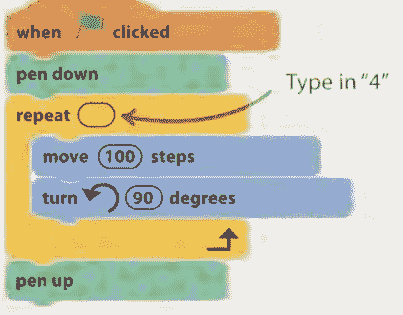 when clicked
pen down
Type in “4”
repeat
move 100 steps
turn 90 degrees
pen up